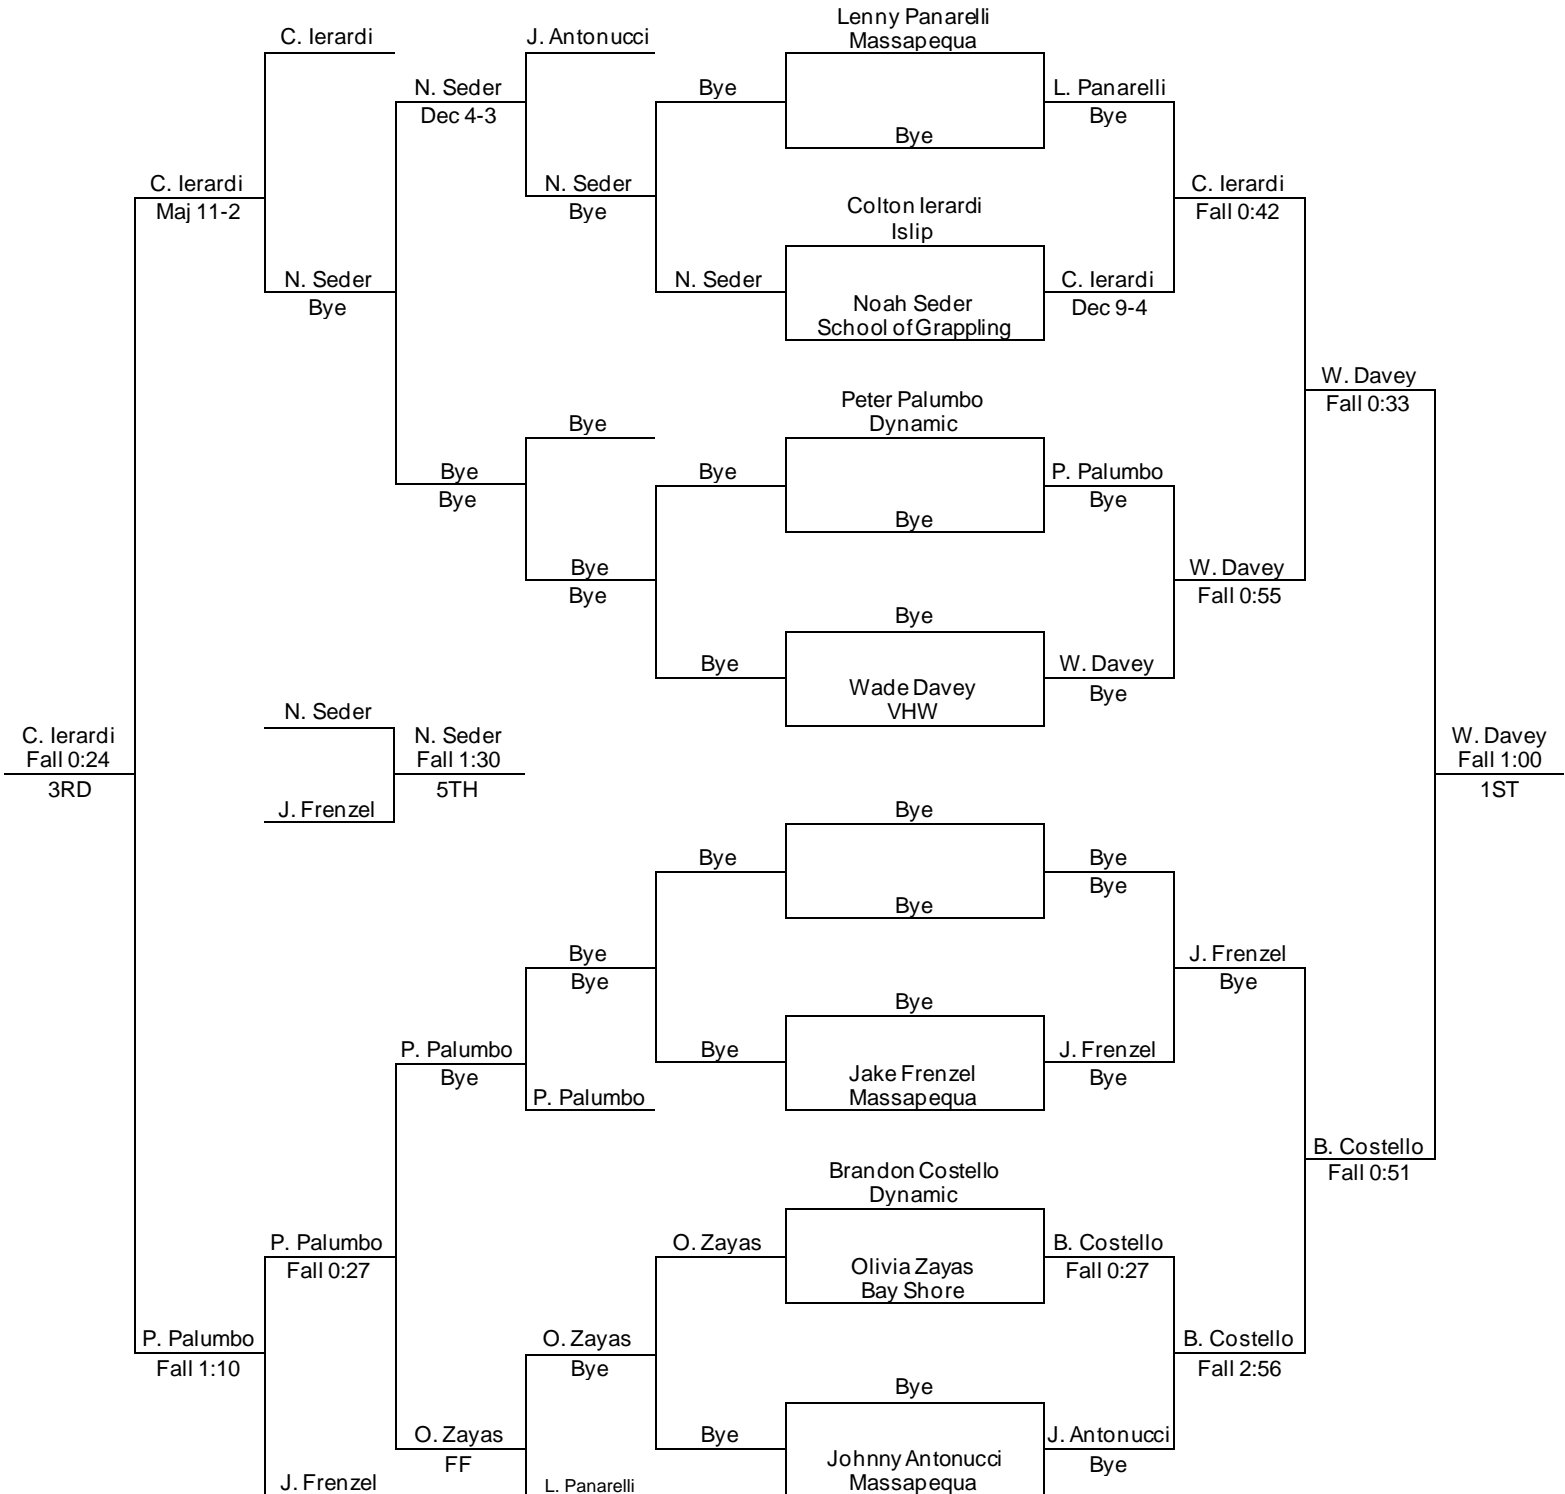 Lenny Panarelli
C. Ierardi
J. Antonucci
Massapequa
N. Seder
Bye
L. Panarelli
Dec 4-3
Bye
Bye
C. Ierardi
N. Seder
C. Ierardi
Maj 11-2
Bye
Colton Ierardi
Fall 0:42
Islip
N. Seder
N. Seder
C. Ierardi
Bye
Noah Seder
Dec 9-4
School of Grappling
W. Davey
Peter Palumbo
Fall 0:33
Bye
Dynamic
Bye
Bye
P. Palumbo
Bye
Bye
Bye
Bye
W. Davey
Bye
Fall 0:55
Bye
Bye
W. Davey
Wade Davey
Bye
N. Seder
VHW
C. Ierardi
N. Seder
W. Davey
Fall 0:24
Fall 1:30
Fall 1:00
3RD
5TH
1ST
J. Frenzel
Bye
Bye
Bye
Bye
Bye
Bye
J. Frenzel
Bye
Bye
Bye
P. Palumbo
Bye
J. Frenzel
Bye
Jake Frenzel
Bye
P. Palumbo
Massapequa
B. Costello
Brandon Costello
Fall 0:51
Dynamic
P. Palumbo
O. Zayas
B. Costello
Fall 0:27
Olivia Zayas
Fall 0:27
Bay Shore
P. Palumbo
O. Zayas
B. Costello
Fall 1:10
Bye
Fall 2:56
Bye
O. Zayas
Bye
J. Antonucci
FF
Johnny Antonucci
Bye
J. Frenzel
L. Panarelli
Massapequa